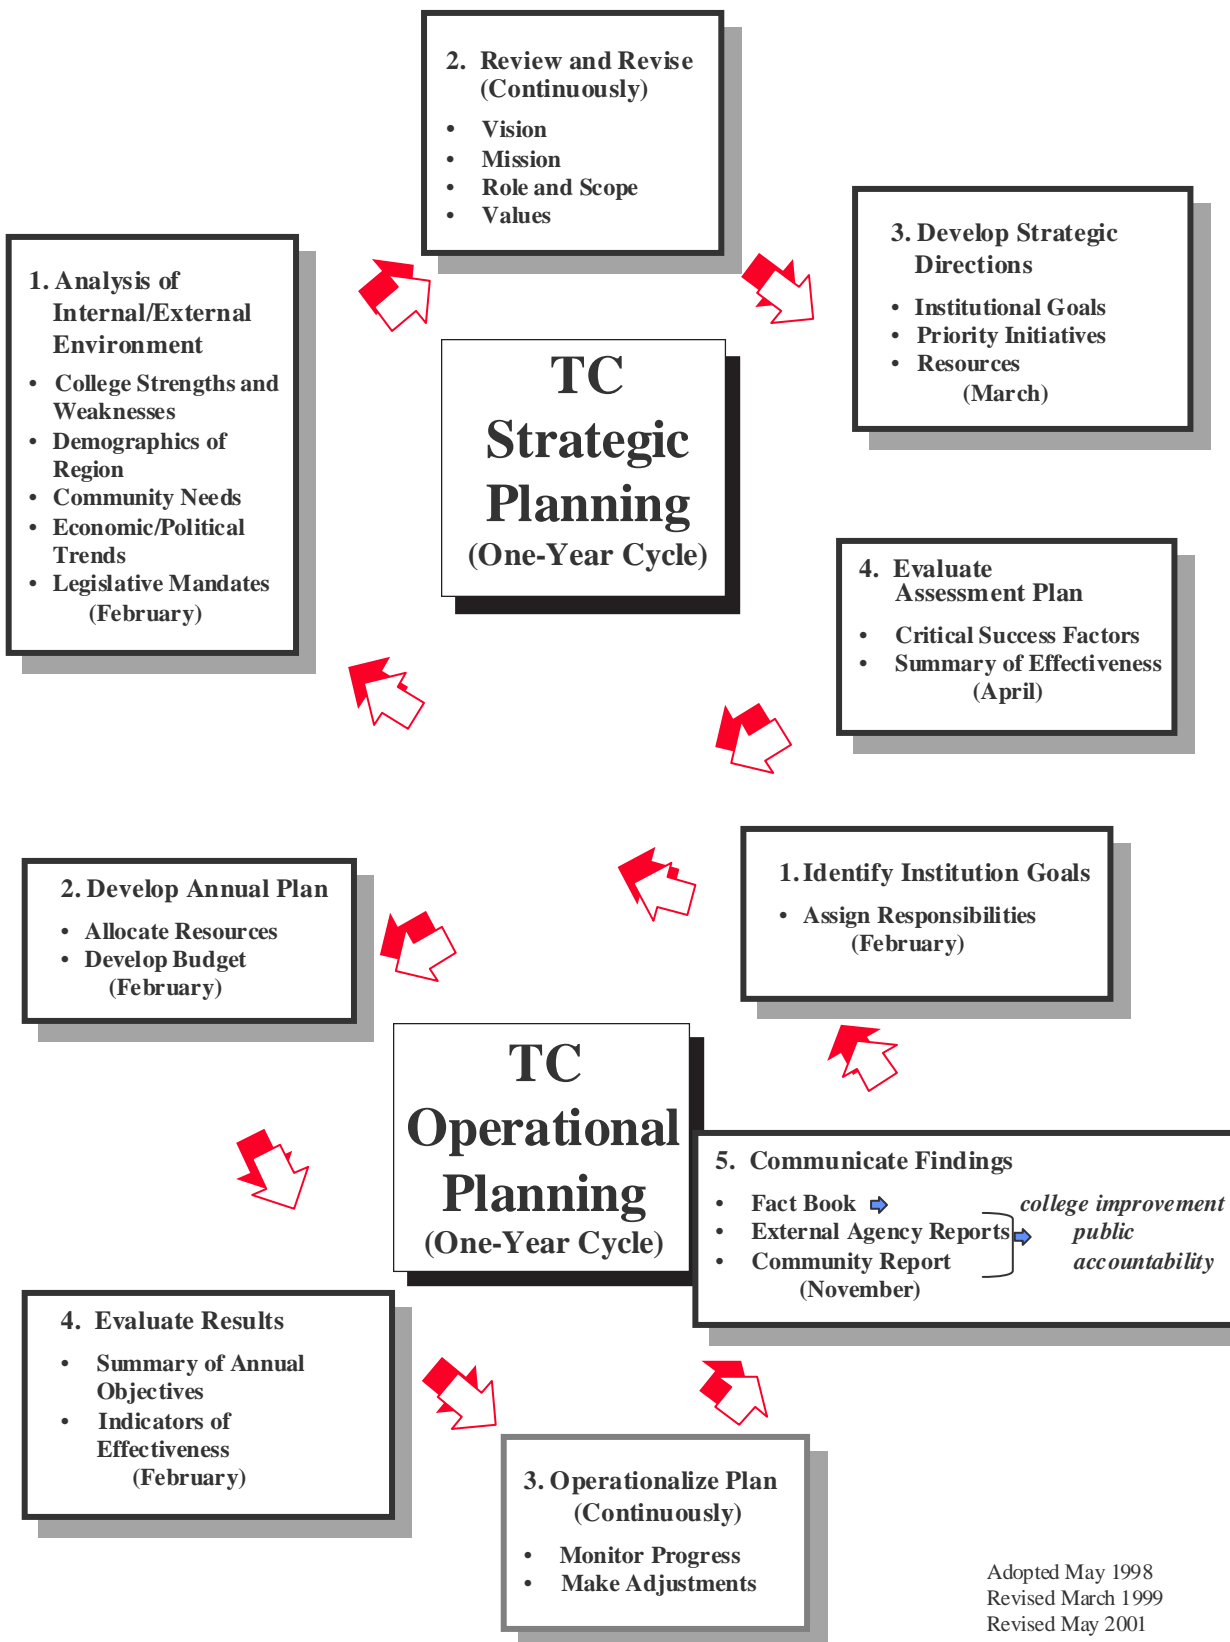 2. Review and Revise
(Continuously)
• Vision
• Mission
• Role and Scope
• Values
3. Develop Strategic
Directions
• Institutional Goals
• Priority Initiatives
• Resources
(March)
1. Analysis of
Internal/External
Environment
• College Strengths and
Weaknesses
• Demographics of
Region
• Community Needs
• Economic/Political
Trends
• Legislative Mandates
(February)
TC
Strategic
Planning
(One-Year Cycle)
4. Evaluate
Assessment Plan
• Critical Success Factors
• Summary of Effectiveness
(April)
1. Identify Institution Goals
• Assign Responsibilities
(February)
2. Develop Annual Plan
• Allocate Resources
• Develop Budget
(February)
TC
Operational
Planning
(One-Year Cycle)
5. Communicate Findings
• Fact Book college improvement
• External Agency Reports public
• Community Report accountability
(November)
4. Evaluate Results
• Summary of Annual
Objectives
• Indicators of
Effectiveness
(February)
3. Operationalize Plan
(Continuously)
• Monitor Progress
• Make Adjustments
Adopted May 1998
Revised March 1999
Revised May 2001